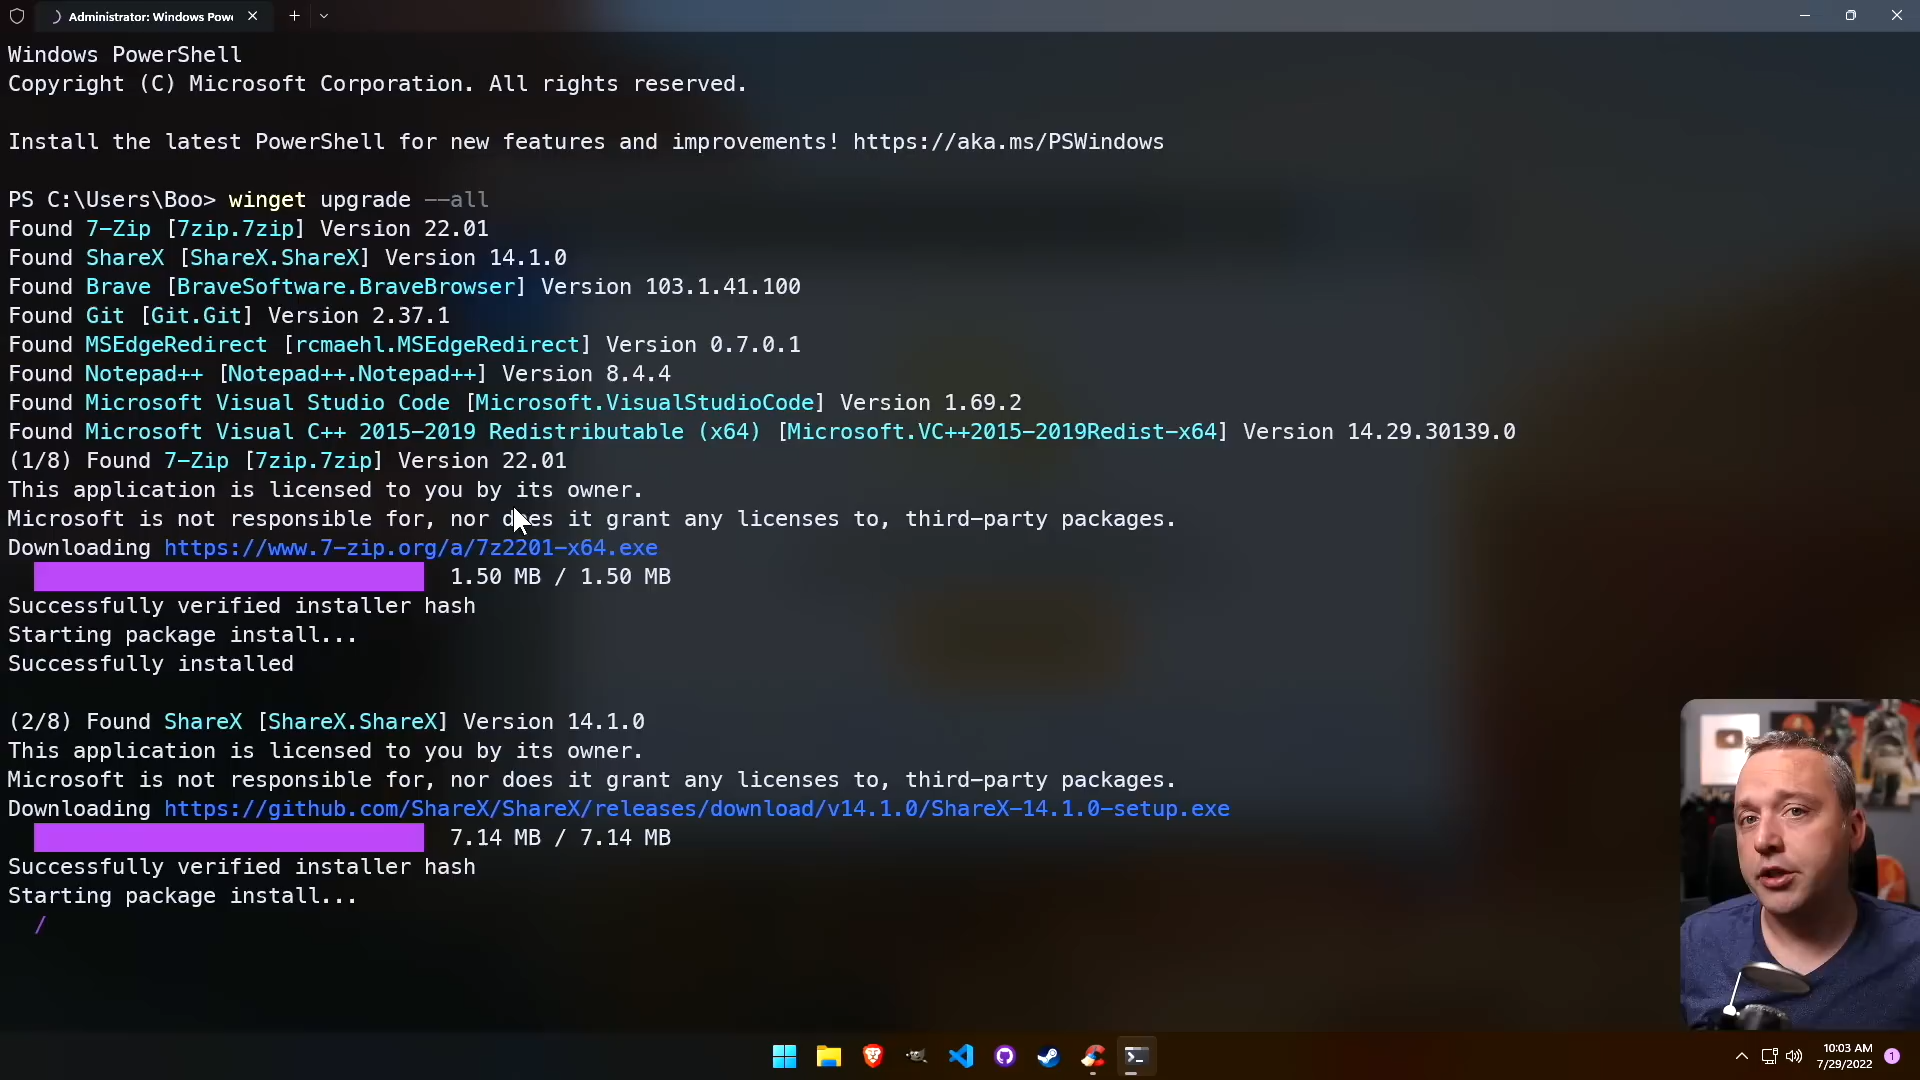 Administrator: Windows Pow
Windows PowerShell
Copyright (C) Microsoft Corporation. All rights reserved.
Install the latest PowerShell for new features and improvements! https://aka.ms/PSWindows
PS C:\Users\Boo> winget upgrade --all
Found 7-Zip [7zip.7zip] Version 22.01
Found ShareX [ShareX.ShareX] Version 14.1.0
Found Brave [BraveSoftware.BraveBrowser] Version 103.1.41.100
Found Git [Git.Git] Version 2.37.1
Found MSEdgeRedirect [rcmaehl.MSEdgeRedirect] Version 0.7.0.1
Found Notepad++ [Notepad++.Notepad++] Version 8.4.4
Found Microsoft Visual Studio Code [Microsoft.VisualStudioCode] Version 1.69.2
Found Microsoft Visual C++ 2015-2019 Redistributable (x64) [Microsoft.VC++2015-2019Redist-x64] Version 14.29.30139.0
(1/8) Found 7-Zip [7zip.7zip] Version 22.01
This application is licensed to you by its owner.
Microsoft is not responsible for, nor does it grant any licenses to, third-party packages.
Downloading https://www.7-zip.org/a/7z2201-x64.exe
1.50 MB / 1.50 MB
Successfully verified installer hash
Starting package install...
Successfully installed
(2/8) Found ShareX [ShareX.ShareX] Version 14.1.0
This application is licensed to you by its owner.
Microsoft is not responsible for, nor does it grant any licenses to, third-party packages.
Downloading https://github.com/ShareX/ShareX/releases/download/v14.1.0/ShareX-14.1.0-setup.exe
7.14 MB / 7.14 MB
Successfully verified installer hash
Starting package install...
/
10:03 AM
7/29/2022
1